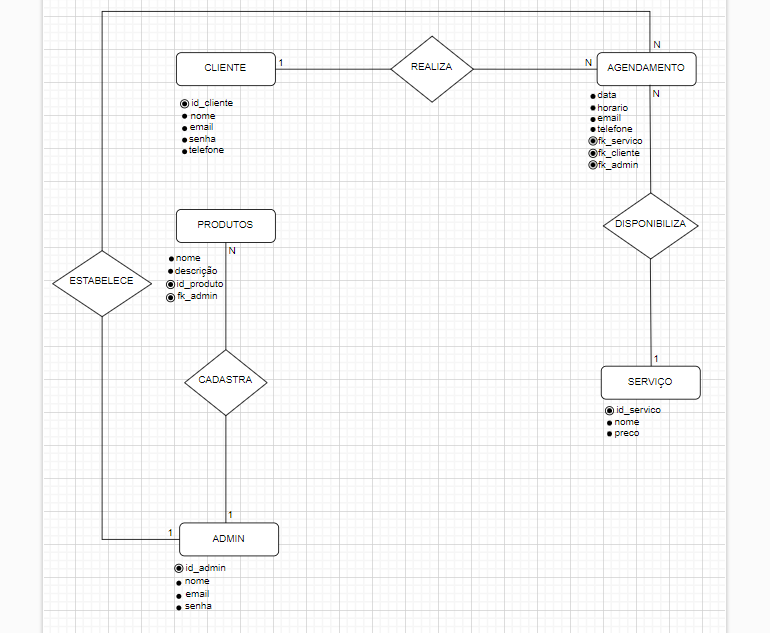 N
CLIENTE
1
REALIZA
N
AGENDAMENTO
N
id_cliente
nome
email
senha
telefone
data
horario
email
telefone
fk_servico
fk_cliente
fk_admin
PRODUTOS
DISPONIBILIZA
N
nome
descrição
id_produto
fk_admin
ESTABELECE
CADASTRA
1
SERVIÇO
id_servico
nome
preco
1
1
ADMIN
id_admin
nome
email
senha